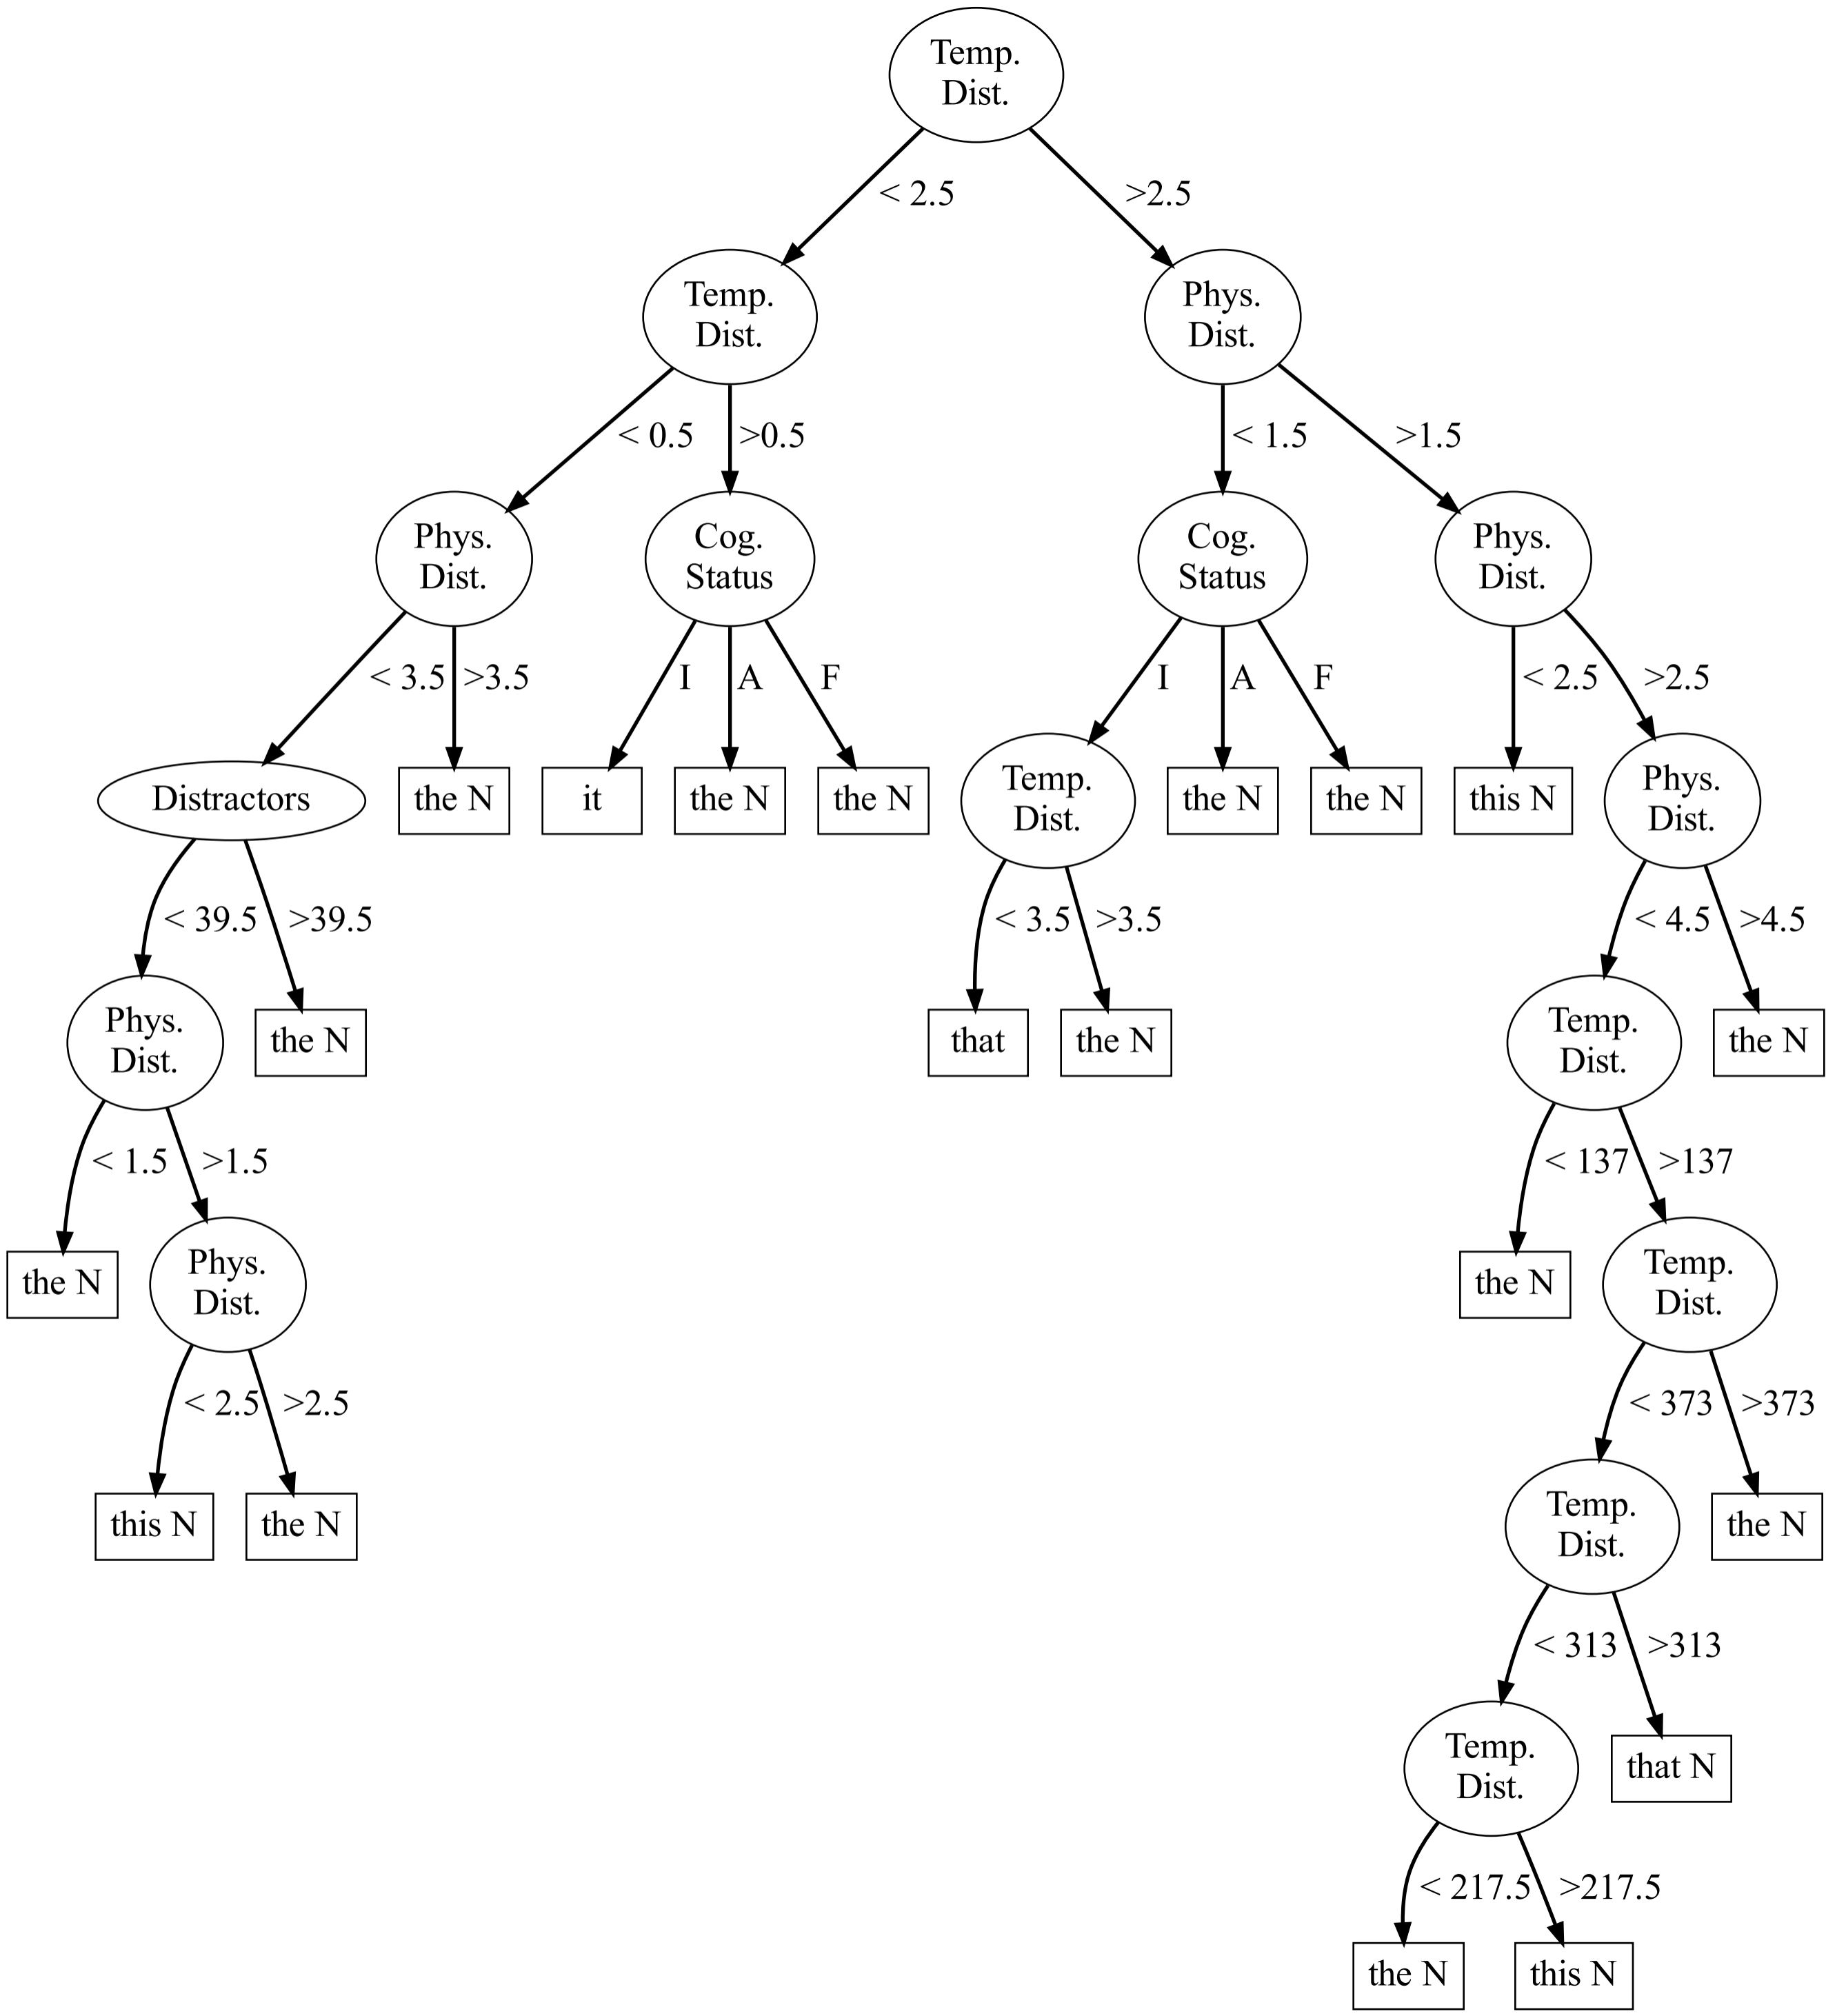 Temp.
Dist.
< 2.5
>2.5
Temp.
Dist.
Phys.
Dist.
< 0.5
>0.5
< 1.5
>1.5
Phys.
Dist.
Cog.
Status
Cog.
Status
Phys.
Dist.
< 3.5
>3.5
I
A
F
I
A
F
< 2.5
>2.5
Distractors
the N
it
the N
the N
Temp.
Dist.
the N
the N
this N
Phys.
Dist.
< 39.5
>39.5
< 3.5
>3.5
< 4.5
>4.5
Phys.
Dist.
the N
that
the N
Temp.
Dist.
the N
< 1.5
>1.5
< 137
>137
the N
Phys.
Dist.
the N
Temp.
Dist.
< 2.5
>2.5
< 373
>373
this N
the N
Temp.
Dist.
the N
< 313
>313
Temp.
Dist.
that N
< 217.5
>217.5
the N
this N